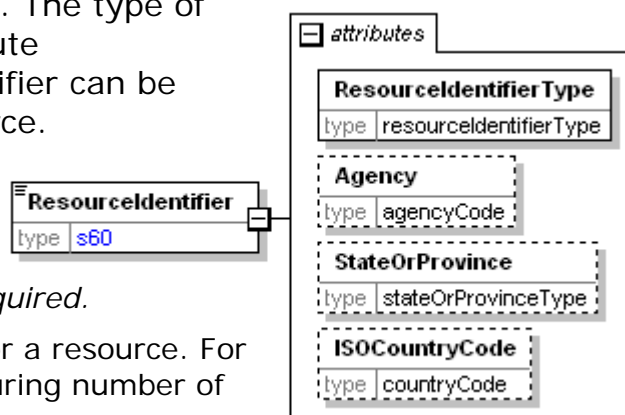 . The type of
ute
ifier can be
rce.
ResourceIdentifier
type s60
quired.
r a resource. For
uring number of
attributes
ResourceIdentifierType
type resourceIdentifierType
Agency
type agencyCode
StateOrProvince
type stateOrProvinceType
ISOCountryCode
type countryCode